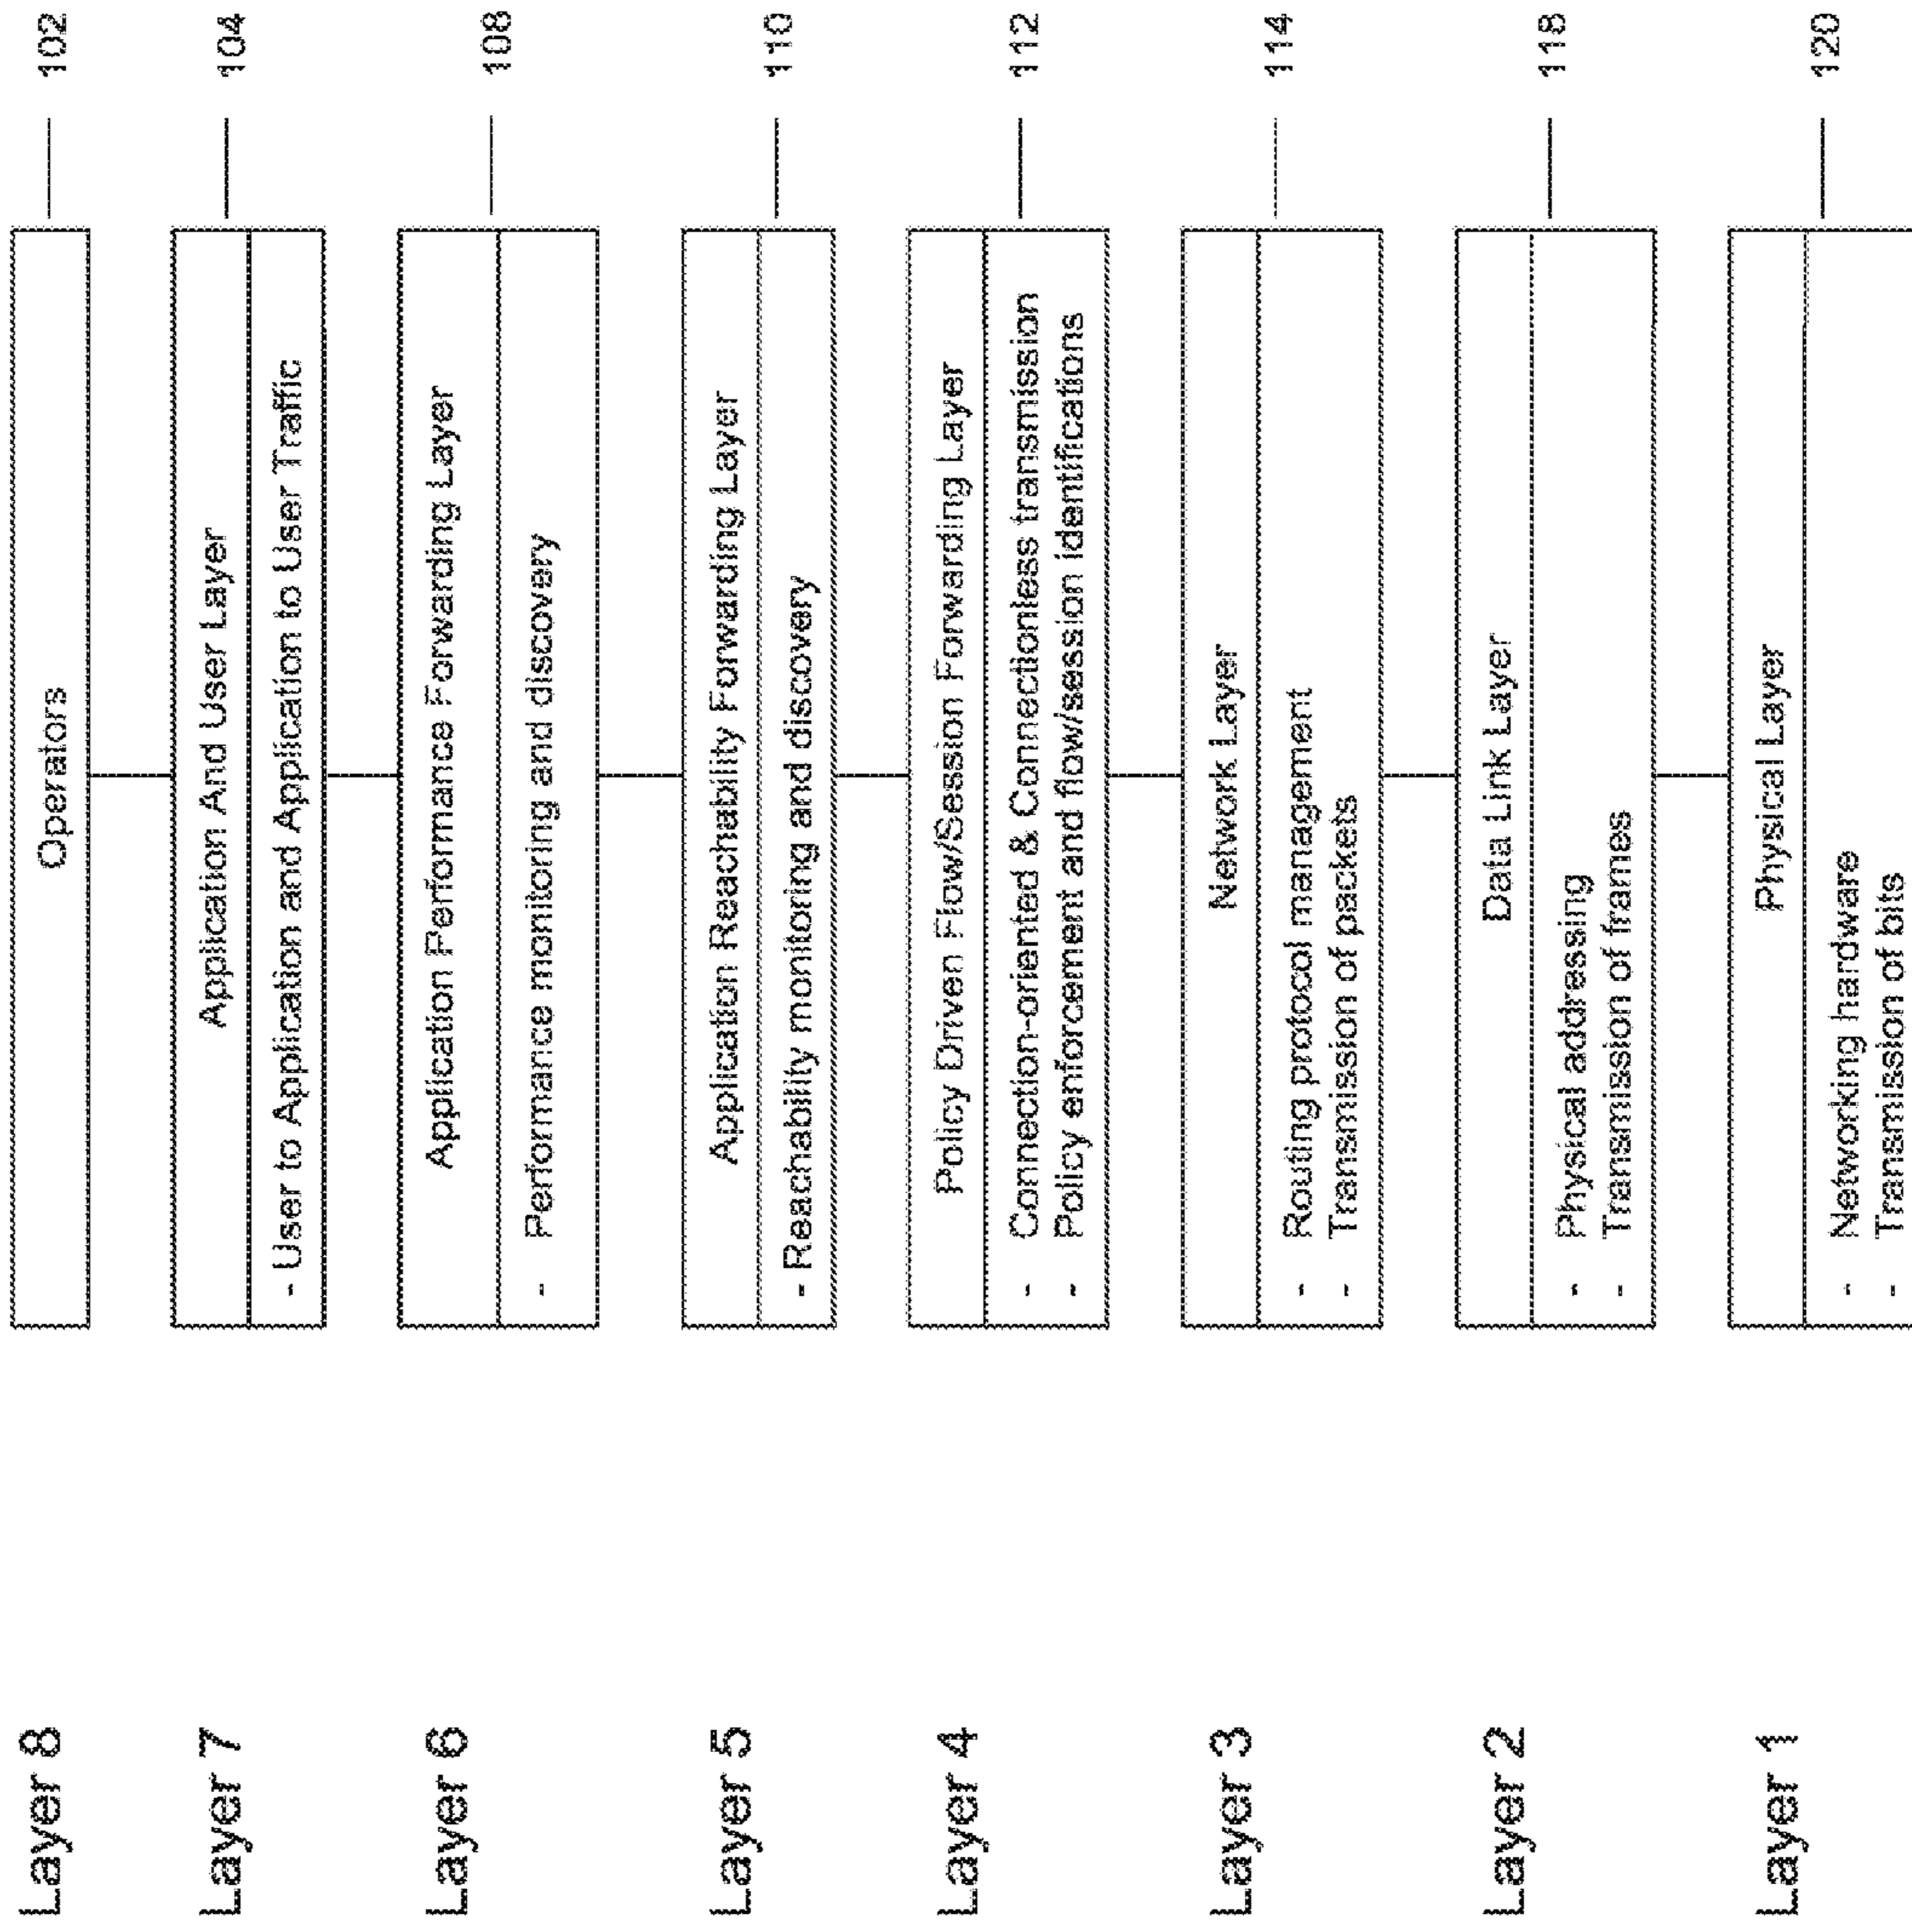 Layer 8
Operators
102
Layer 7
Application And User Layer
- User to Application and Application to User Traffic
104
Layer 6
Application Performance Forwarding Layer
- Performance monitoring and discovery
108
Layer 5
Application Reachability Forwarding Layer
- Reachability monitoring and discovery
110
Layer 4
Policy Driven Flow/Session Forwarding Layer
- Connection-oriented & Connectionless transmission
- Policy enforcement and flow/session identifications
112
Layer 3
Network Layer
- Routing protocol management
- Transmission of packets
114
Layer 2
Data Link Layer
- Physical addressing
- Transmission of frames
118
Layer 1
Physical Layer
- Networking hardware
- Transmission of bits
120